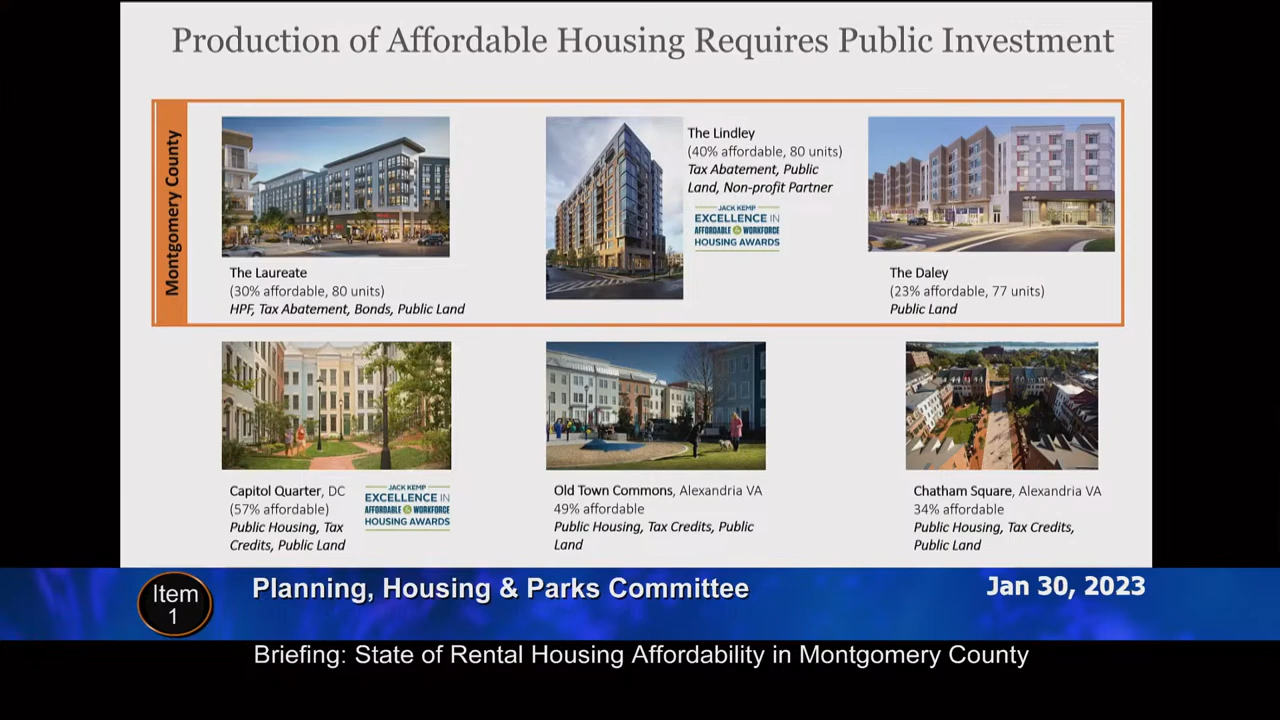 Production of Affordable Housing Requires Public Investment
Montgomery County
The Laureate
(30% affordable, 80 units)
HPF, Tax Abatement, Bonds, Public Land
The Lindley
(40% affordable, 80 units)
Tax Abatement, Public
Land, Non-profit Partner
JACK KEMP
EXCELLENCE IN
AFFORDABLE & WORKFORCE
HOUSING AWARDS
The Daley
(23% affordable, 77 units)
Public Land
Capitol Quarter, DC
(57% affordable)
Public Housing, Tax
Credits, Public Land
JACK KEMP
EXCELLENCE IN
AFFORDABLE & WORKFORCE
HOUSING AWARDS
Old Town Commons, Alexandria VA
49% affordable
Public Housing, Tax Credits, Public
Land
Chatham Square, Alexandria VA
34% affordable
Public Housing, Tax Credits,
Public Land
Item
1
Planning, Housing & Parks Committee
Jan 30, 2023
Briefing: State of Rental Housing Affordability in Montgomery County